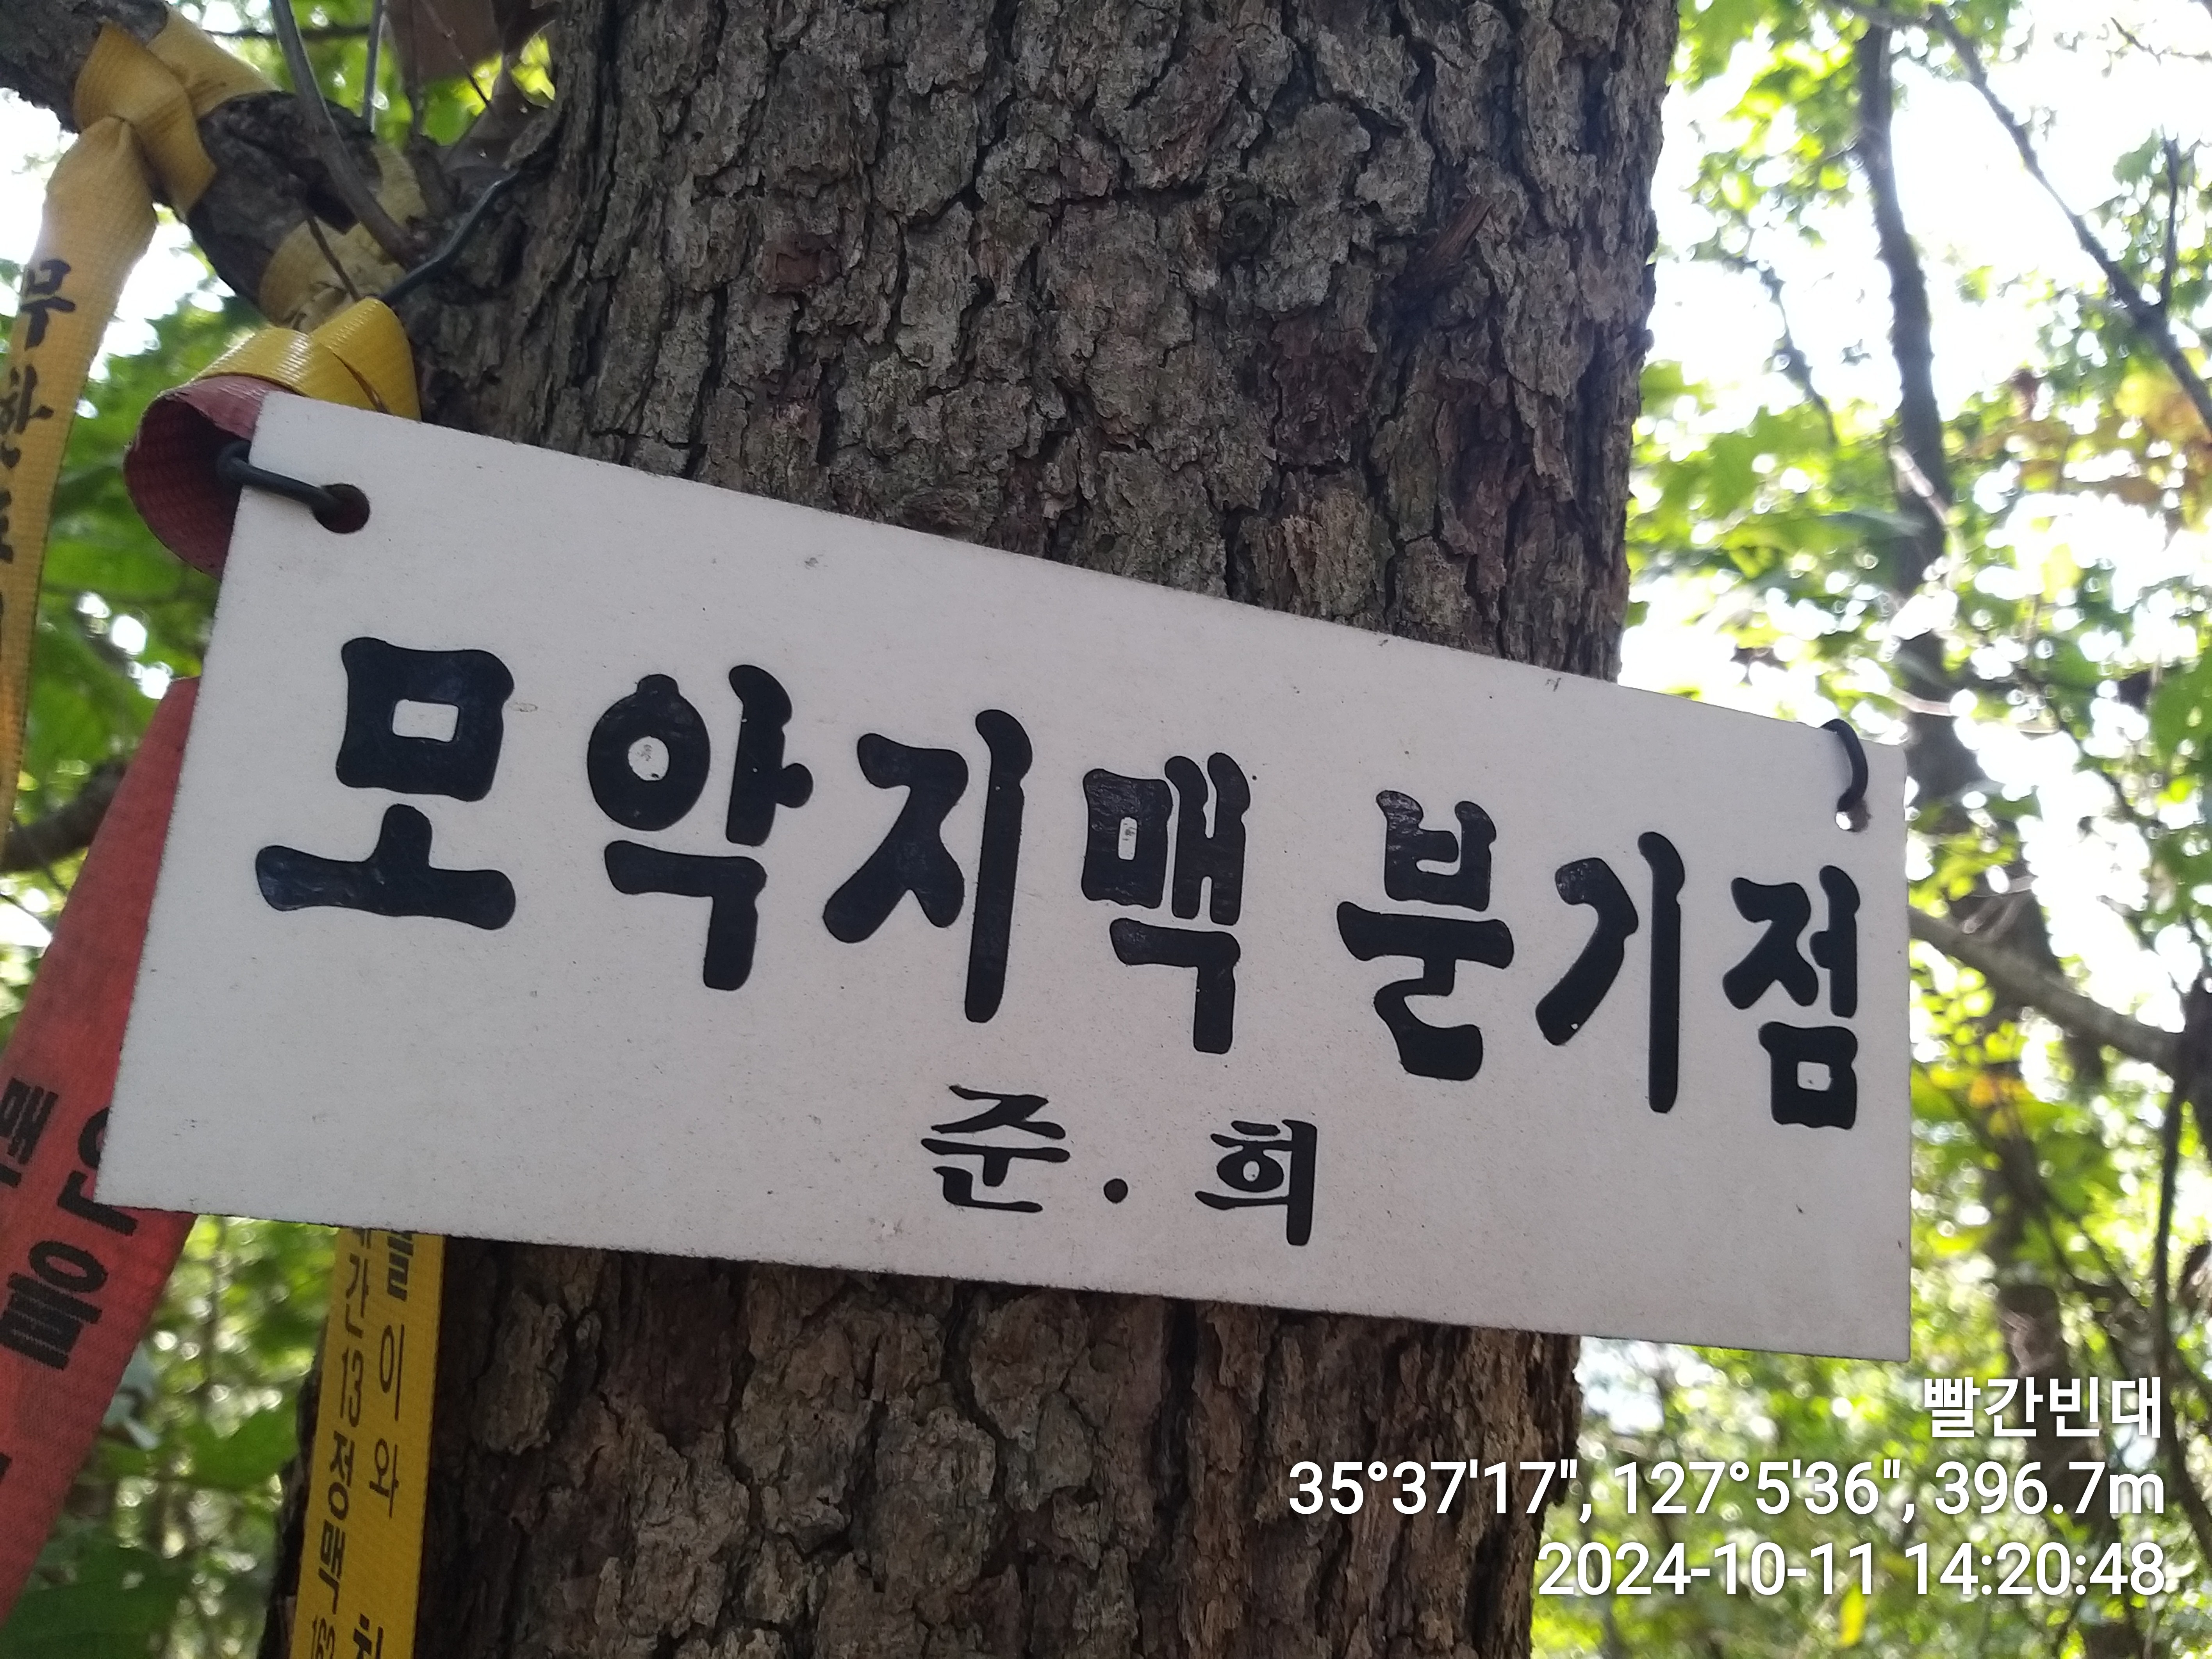 모악지맥 분기점
준·희
빨간빈대
35°37'17", 127°5'36", 396.7m
2024-10-11 14:20:48